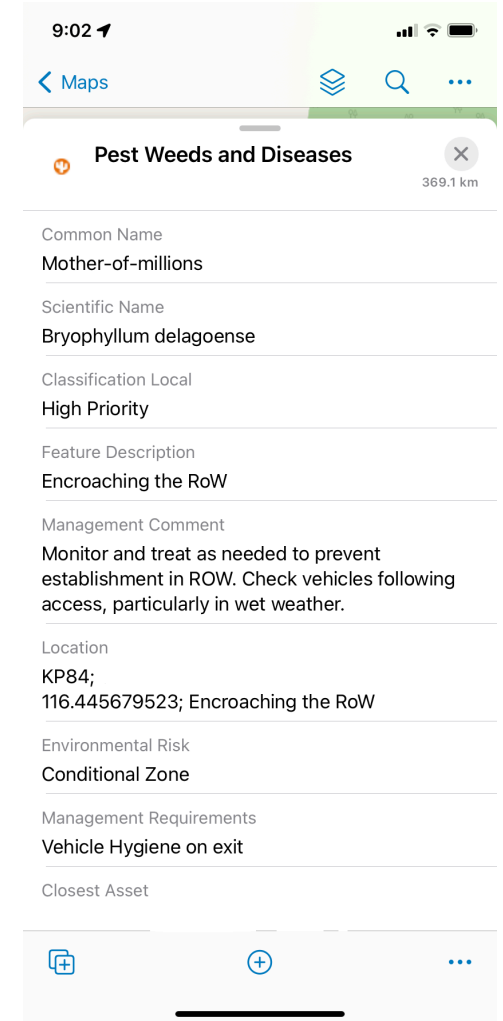 9:02
Maps
Pest Weeds and Diseases
369.1 km
Common Name
Mother-of-millions
Scientific Name
Bryophyllum delagoense
Classification Local
High Priority
Feature Description
Encroaching the RoW
Management Comment
Monitor and treat as needed to prevent
establishment in ROW. Check vehicles following
access, particularly in wet weather.
Location
KP84;
116.445679523; Encroaching the RoW
Environmental Risk
Conditional Zone
Management Requirements
Vehicle Hygiene on exit
Closest Asset